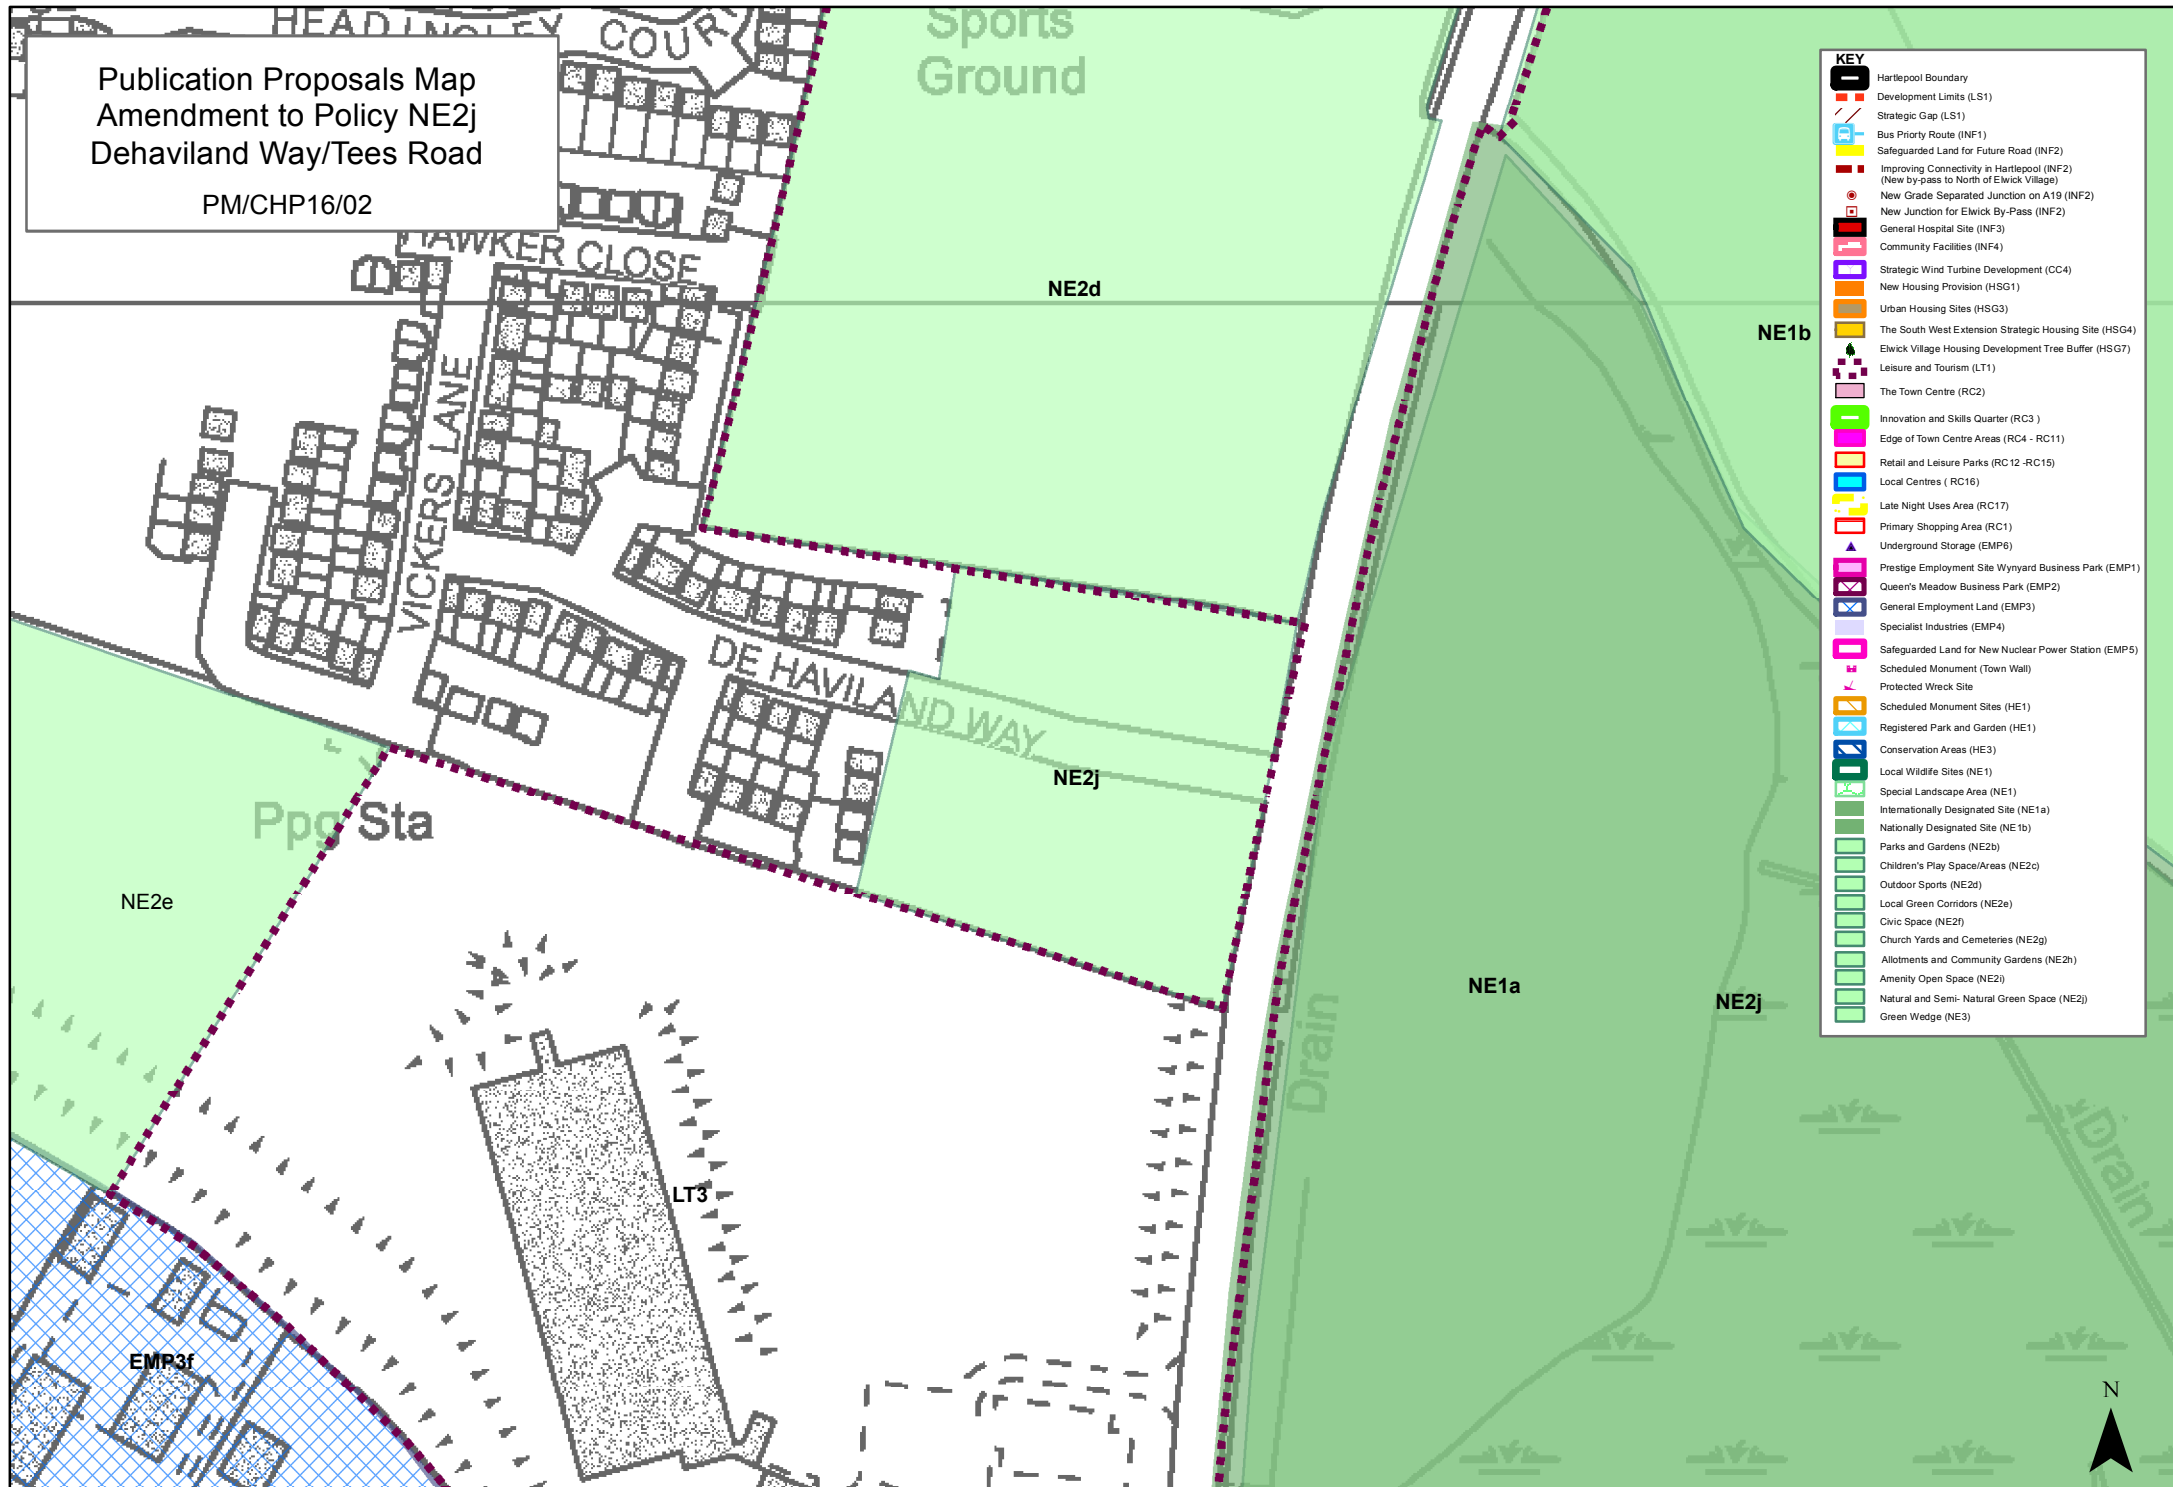 Publication Proposals Map
Amendment to Policy NE2j
Dehaviland Way/Tees Road
PM/CHP16/02
HEADINGLEY COURT
Sports
Ground
HAWKER CLOSE
VICKERS LANE
DE HAVILAND WAY
Ppg Sta
NE2d
NE1b
NE2j
NE2e
NE1a
NE2j
LT3
EMP3f
Drain
Drain
N
KEY
Hartlepool Boundary
Development Limits (LS1)
Strategic Gap (LS1)
Bus Priorty Route (INF1)
Safeguarded Land for Future Road (INF2)
Improving Connectivity in Hartlepool (INF2)
(New by-pass to North of Elwick Village)
New Grade Separated Junction on A19 (INF2)
New Junction for Elwick By-Pass (INF2)
General Hospital Site (INF3)
Community Facilities (INF4)
Strategic Wind Turbine Development (CC4)
New Housing Provision (HSG1)
Urban Housing Sites (HSG3)
The South West Extension Strategic Housing Site (HSG4)
Elwick Village Housing Development Tree Buffer (HSG7)
Leisure and Tourism (LT1)
The Town Centre (RC2)
Innovation and Skills Quarter (RC3 )
Edge of Town Centre Areas (RC4 - RC11)
Retail and Leisure Parks (RC12 -RC15)
Local Centres ( RC16)
Late Night Uses Area (RC17)
Primary Shopping Area (RC1)
Underground Storage (EMP6)
Prestige Employment Site Wynyard Business Park (EMP1)
Queen's Meadow Business Park (EMP2)
General Employment Land (EMP3)
Specialist Industries (EMP4)
Safeguarded Land for New Nuclear Power Station (EMP5)
Scheduled Monument (Town Wall)
Protected Wreck Site
Scheduled Monument Sites (HE1)
Registered Park and Garden (HE1)
Conservation Areas (HE3)
Local Wildlife Sites (NE1)
Special Landscape Area (NE1)
Internationally Designated Site (NE1a)
Nationally Designated Site (NE1b)
Parks and Gardens (NE2b)
Children's Play Space/Areas (NE2c)
Outdoor Sports (NE2d)
Local Green Corridors (NE2e)
Civic Space (NE2f)
Church Yards and Cemeteries (NE2g)
Allotments and Community Gardens (NE2h)
Amenity Open Space (NE2i)
Natural and Semi- Natural Green Space (NE2j)
Green Wedge (NE3)